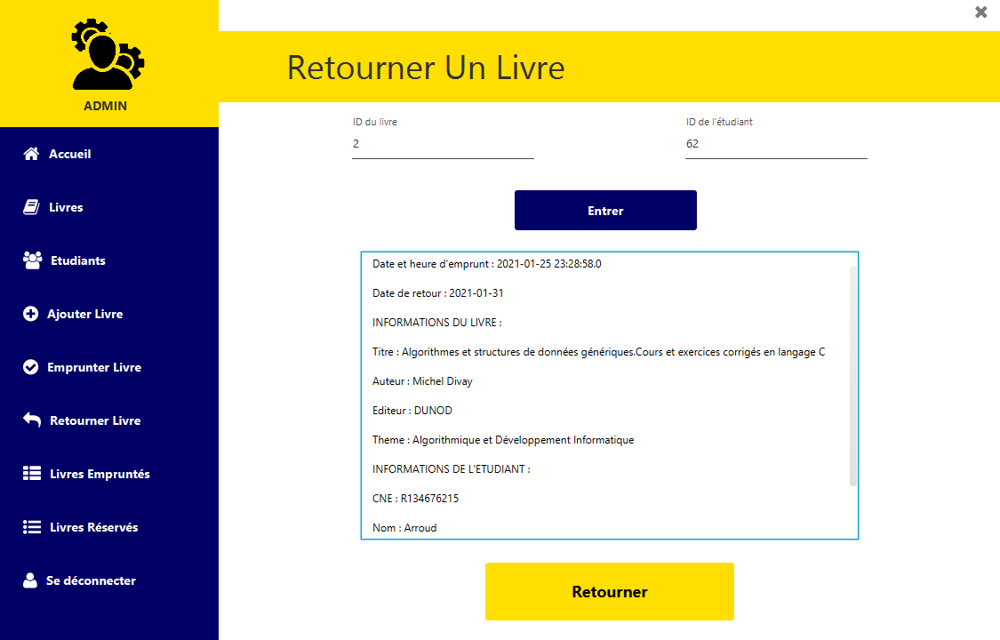 ADMIN
Accueil
Livres
Etudiants
Ajouter Livre
Emprunter Livre
Retourner Livre
Livres Empruntés
Livres Réservés
Se déconnecter
Retourner Un Livre
ID du livre
2
ID de l'étudiant
62
Entrer
Date et heure d'emprunt : 2021-01-25 23:28:58.0
Date de retour : 2021-01-31
INFORMATIONS DU LIVRE :
Titre : Algorithmes et structures de données génériques.Cours et exercices corrigés en langage C
Auteur : Michel Divay
Editeur : DUNOD
Theme : Algorithmique et Développement Informatique
INFORMATIONS DE L'ETUDIANT :
CNE : R134676215
Nom : Arroud
Retourner